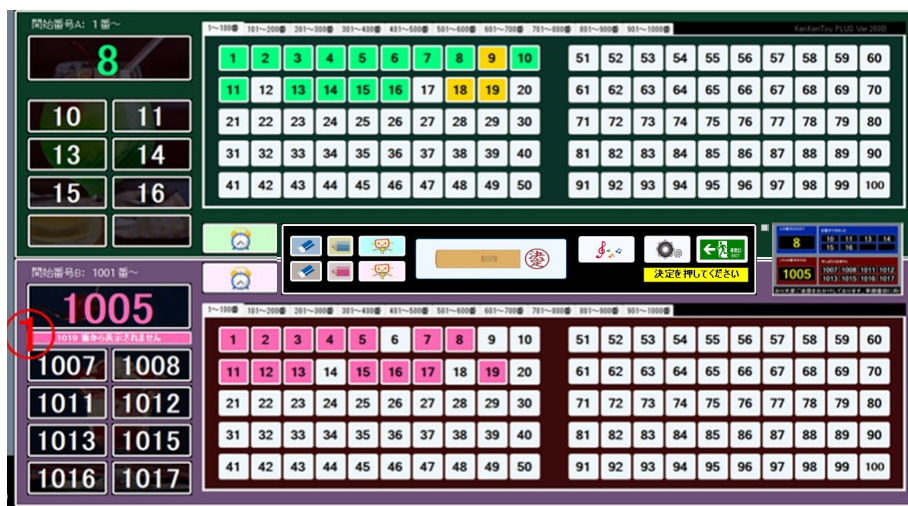 開始番号A: 1番～
8
10 11
13 14
15 16
1～100番 101～200番 201～300番 301～400番 401～500番 501～600番 601～700番 701～800番 801～900番 901～1000番
KanKanTyu PLUS Ver 260B
1 2 3 4 5 6 7 8 9 10 51 52 53 54 55 56 57 58 59 60
11 12 13 14 15 16 17 18 19 20 61 62 63 64 65 66 67 68 69 70
21 22 23 24 25 26 27 28 29 30 71 72 73 74 75 76 77 78 79 80
31 32 33 34 35 36 37 38 39 40 81 82 83 84 85 86 87 88 89 90
41 42 43 44 45 46 47 48 49 50 91 92 93 94 95 96 97 98 99 100
決定を押してください
8
10 11 13 14
15 16
1005
1007 1008 1011 1012
1013 1015 1016 1017
開始番号B: 1001番～
1005
①
1019 番から表示されません
1007 1008
1011 1012
1013 1015
1016 1017
1～100番 101～200番 201～300番 301～400番 401～500番 501～600番 601～700番 701～800番 801～900番 901～1000番
1 2 3 4 5 6 7 8 9 10 51 52 53 54 55 56 57 58 59 60
11 12 13 14 15 16 17 18 19 20 61 62 63 64 65 66 67 68 69 70
21 22 23 24 25 26 27 28 29 30 71 72 73 74 75 76 77 78 79 80
31 32 33 34 35 36 37 38 39 40 81 82 83 84 85 86 87 88 89 90
41 42 43 44 45 46 47 48 49 50 91 92 93 94 95 96 97 98 99 100